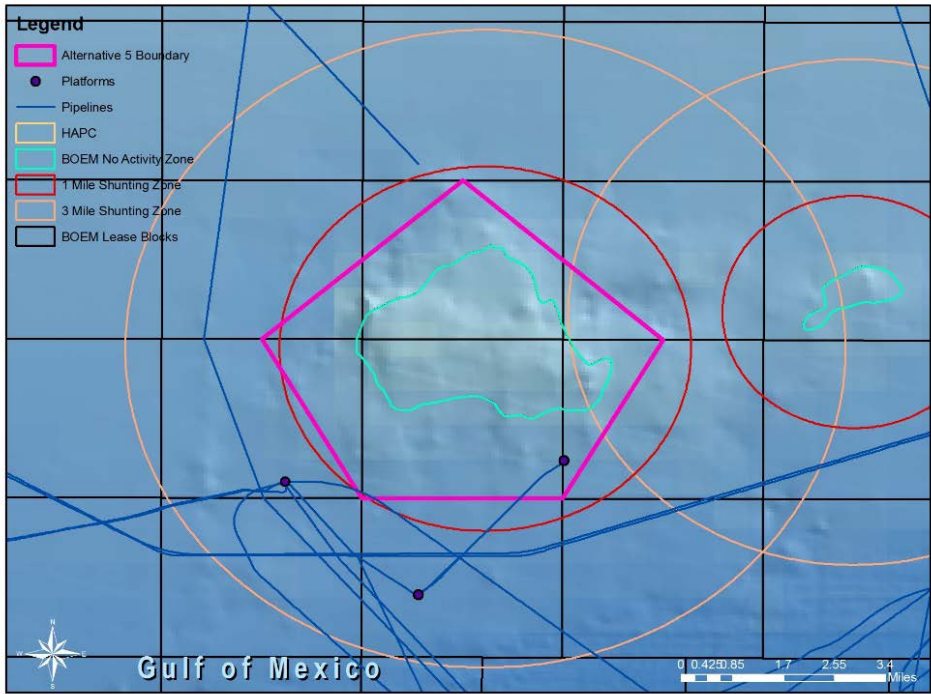 Legend
Alternative 5 Boundary
Platforms
Pipelines
HAPC
BOEM No Activity Zone
1 Mile Shunting Zone
3 Mile Shunting Zone
BOEM Lease Blocks
N
W E
S
Gulf of Mexico
0 0.425 0.85 1.7 2.55 3.4
Miles